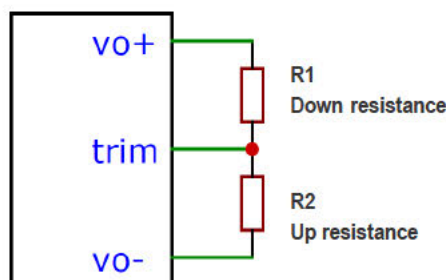 vo+
R1
Down resistance
trim
R2
Up resistance
vo-